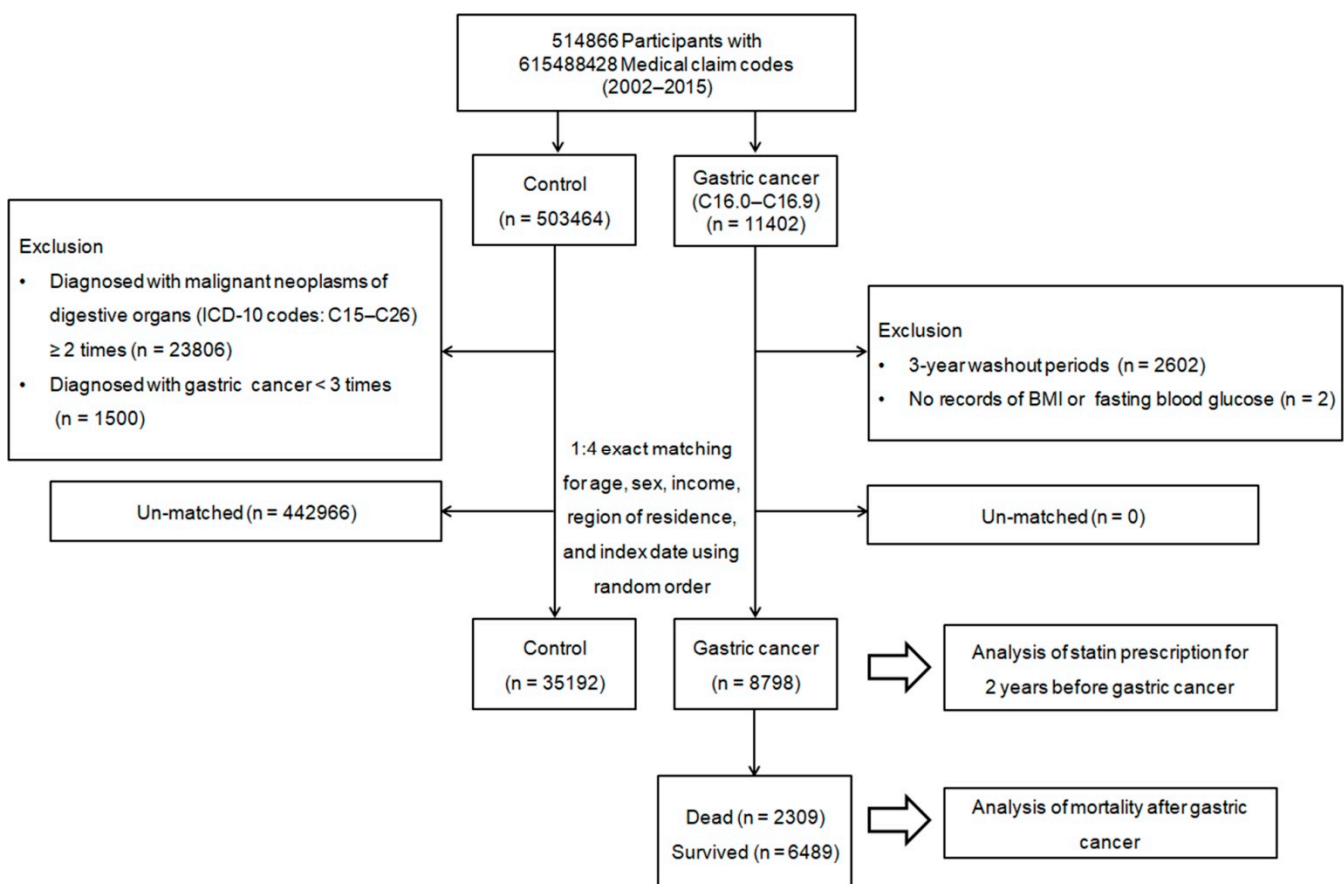 514866 Participants with
615488428 Medical claim codes
(2002–2015)
Control
(n = 503464)
Gastric cancer
(C16.0–C16.9)
(n = 11402)
Exclusion
• Diagnosed with malignant neoplasms of
digestive organs (ICD-10 codes: C15–C26)
≥ 2 times (n = 23806)
• Diagnosed with gastric cancer < 3 times
(n = 1500)
Exclusion
• 3-year washout periods (n = 2602)
• No records of BMI or fasting blood glucose (n = 2)
1:4 exact matching
for age, sex, income,
region of residence,
and index date using
random order
Un-matched (n = 442966)
Un-matched (n = 0)
Control
(n = 35192)
Gastric cancer
(n = 8798)
Analysis of statin prescription for
2 years before gastric cancer
Dead (n = 2309)
Survived (n = 6489)
Analysis of mortality after gastric
cancer